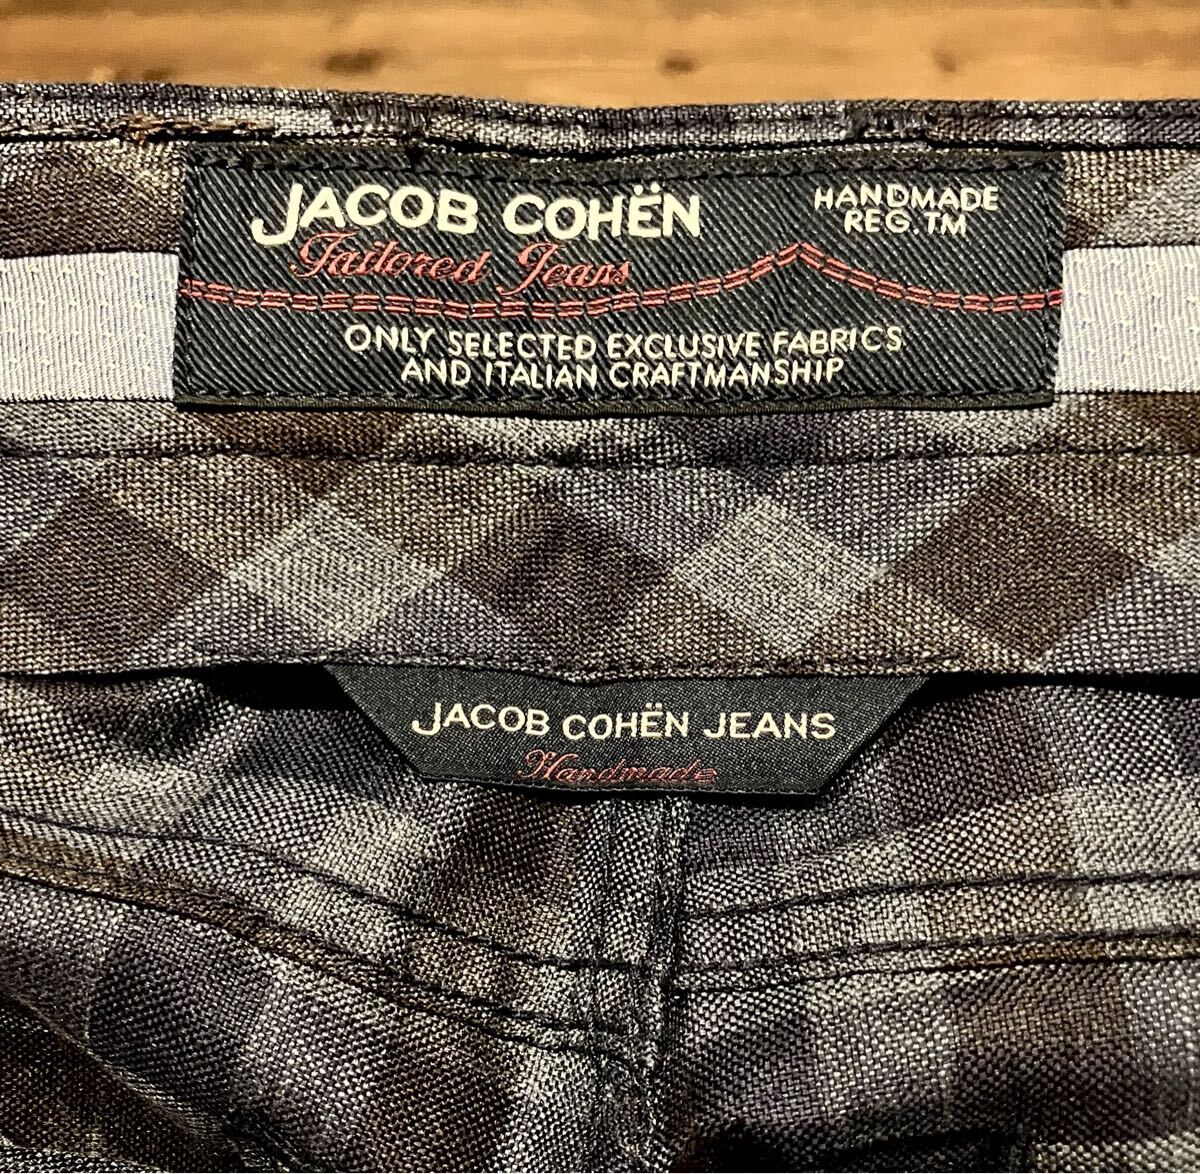 JACOB COHËN
Tailored Jeans
HANDMADE
REG. TM
ONLY SELECTED EXCLUSIVE FABRICS
AND ITALIAN CRAFTMANSHIP
JACOB COHËN JEANS
Handmade